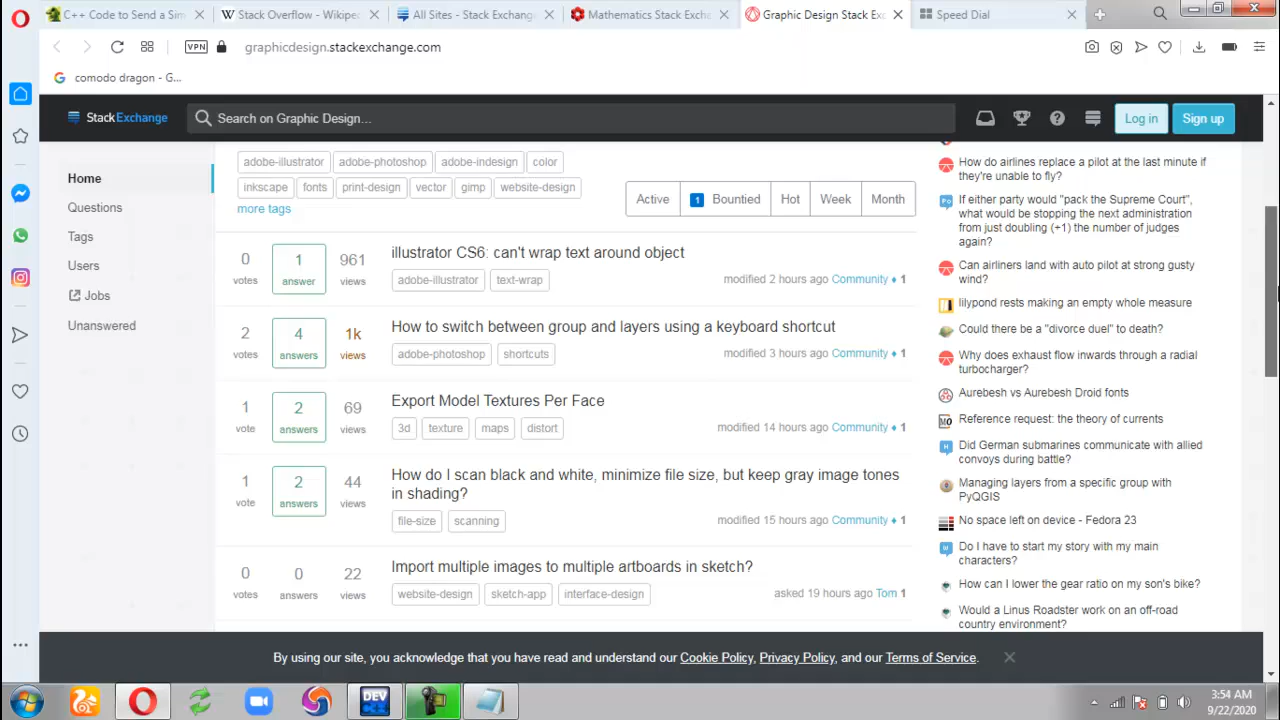 C++ Code to Send a Sim
Stack Overflow - Wikipe
All Sites - Stack Exchang
Mathematics Stack Excha
Graphic Design Stack Ex
Speed Dial
VPN
graphicdesign.stackexchange.com
comodo dragon - G...
StackExchange
Search on Graphic Design...
Log in
Sign up
Home
Questions
Tags
Users
Jobs
Unanswered
adobe-illustrator adobe-photoshop adobe-indesign color
inkscape fonts print-design vector gimp website-design
more tags
Active 1 Bountied Hot Week Month
0 votes
1 answer
961 views
illustrator CS6: can't wrap text around object
adobe-illustrator text-wrap
modified 2 hours ago Community ♦ 1
2 votes
4 answers
1k views
How to switch between group and layers using a keyboard shortcut
adobe-photoshop shortcuts
modified 3 hours ago Community ♦ 1
1 vote
2 answers
69 views
Export Model Textures Per Face
3d texture maps distort
modified 14 hours ago Community ♦ 1
1 vote
2 answers
44 views
How do I scan black and white, minimize file size, but keep gray image tones
in shading?
file-size scanning
modified 15 hours ago Community ♦ 1
0 votes
0 answers
22 views
Import multiple images to multiple artboards in sketch?
website-design sketch-app interface-design
asked 19 hours ago Tom 1
How do airlines replace a pilot at the last minute if
they're unable to fly?
Po
If either party would "pack the Supreme Court",
what would be stopping the next administration
from just doubling (+1) the number of judges
again?
Can airliners land with auto pilot at strong gusty
wind?
lilypond rests making an empty whole measure
Could there be a "divorce duel" to death?
Why does exhaust flow inwards through a radial
turbocharger?
Aurebesh vs Aurebesh Droid fonts
MO
Reference request: the theory of currents
H
Did German submarines communicate with allied
convoys during battle?
Managing layers from a specific group with
PyQGIS
No space left on device - Fedora 23
W
Do I have to start my story with my main
characters?
How can I lower the gear ratio on my son's bike?
Would a Linus Roadster work on an off-road
country environment?
By using our site, you acknowledge that you have read and understand our Cookie Policy, Privacy Policy, and our Terms of Service.
DEV
3:54 AM
9/22/2020